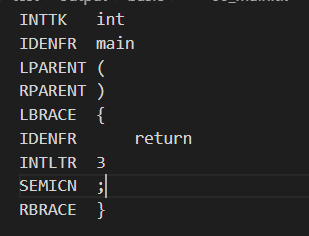 INTTK int
IDENFR main
LPARENT (
RPARENT )
LBRACE {
IDENFR     return
INTLTR 3
SEMICN ;
RBRACE }